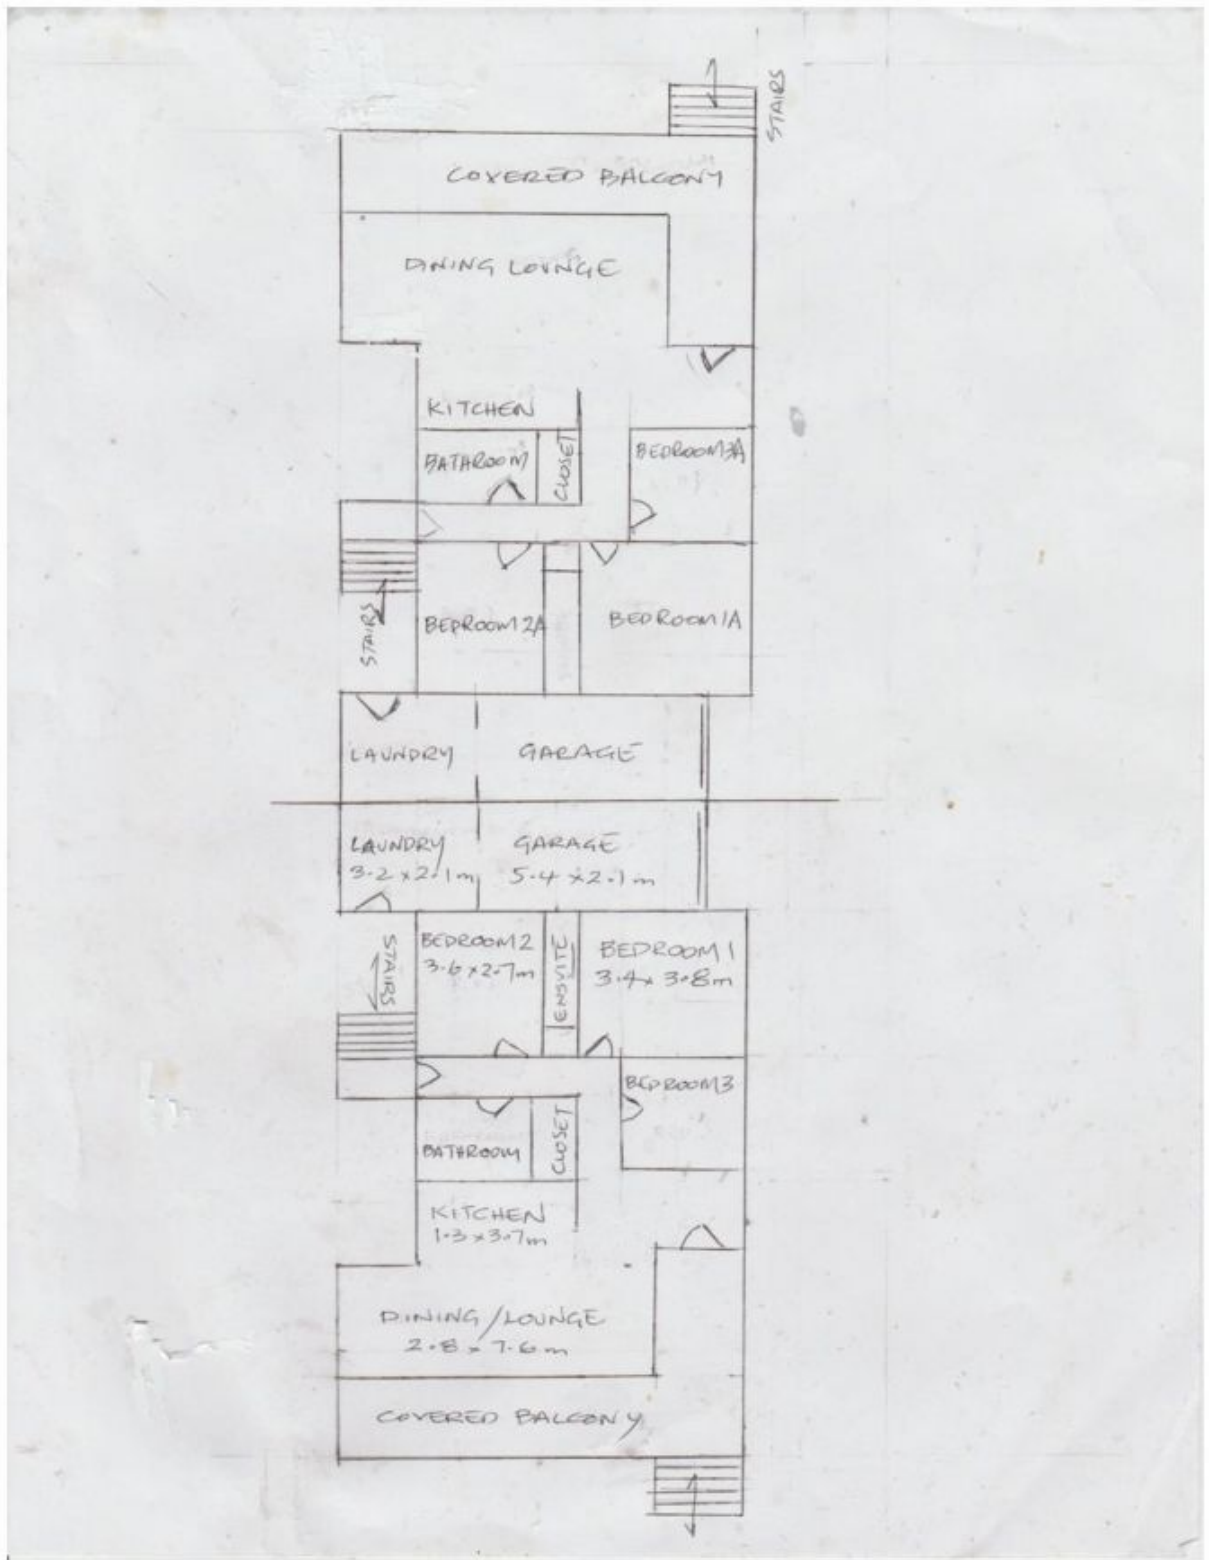 STAIRS
COVERED BALCONY
DINING LOUNGE
KITCHEN
BATHROOM
CLOSET
BEDROOM3A
STAIRS
BEDROOM2A
BEDROOM1A
LAUNDRY
GARAGE
LAUNDRY
3.2 x 2.1m
GARAGE
5.4 x 2.1m
STAIRS
BEDROOM2
3.6 x 2.7m
ENSUITE
BEDROOM1
3.4 x 3.8m
BEDROOM3
BATHROOM
CLOSET
KITCHEN
1.3 x 3.7m
DINING/LOUNGE
2.8 x 7.6m
COVERED BALCONY